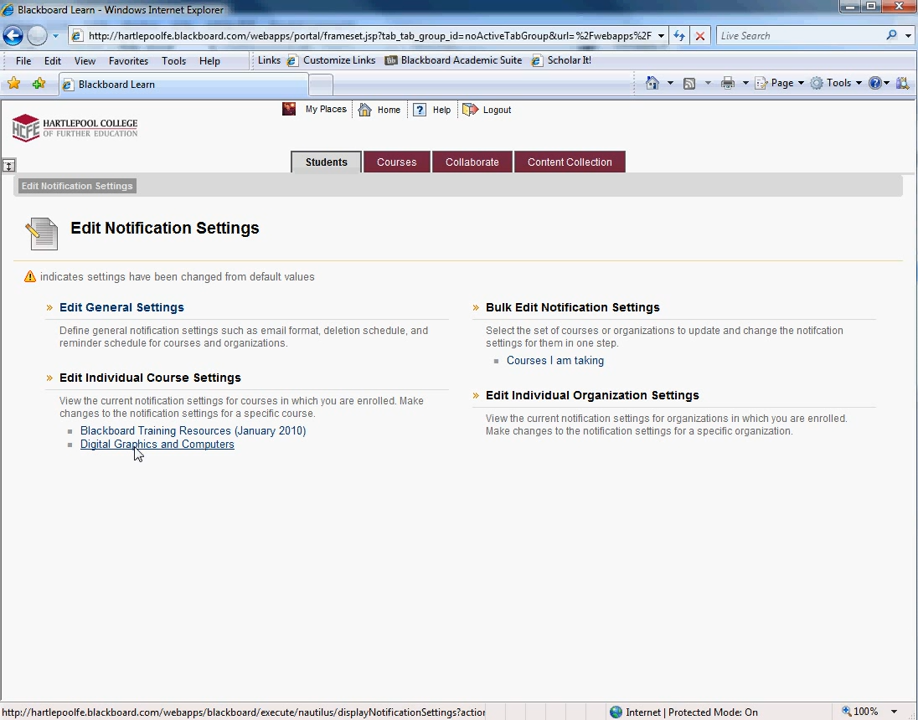 Blackboard Learn - Windows Internet Explorer
http://hartlepoolfe.blackboard.com/webapps/portal/frameset.jsp?tab_tab_group_id=noActiveTabGroup&url=%2Fwebapps%2F
Live Search
File Edit View Favorites Tools Help Links Customize Links Blackboard Academic Suite Scholar It!
Blackboard Learn
Page Tools
My Places Home Help Logout
HCFE HARTLEPOOL COLLEGE
OF FURTHER EDUCATION
Students Courses Collaborate Content Collection
Edit Notification Settings
Edit Notification Settings
indicates settings have been changed from default values
Edit General Settings
Define general notification settings such as email format, deletion schedule, and
reminder schedule for courses and organizations.
Edit Individual Course Settings
View the current notification settings for courses in which you are enrolled. Make
changes to the notification settings for a specific course.
Blackboard Training Resources (January 2010)
Digital Graphics and Computers
Bulk Edit Notification Settings
Select the set of courses or organizations to update and change the notifcation
settings for them in one step.
Courses I am taking
Edit Individual Organization Settings
View the current notification settings for organizations in which you are enrolled.
Make changes to the notification settings for a specific organization.
http://hartlepoolfe.blackboard.com/webapps/blackboard/execute/nautilus/displayNotificationSettings?action
Internet | Protected Mode: On
100%